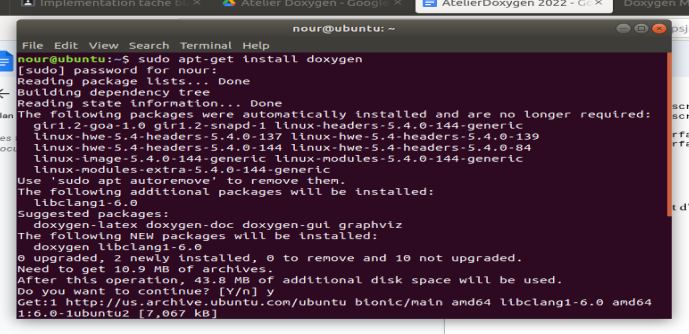 Implementation tache b
Atelier Doxygen - Google
AtelierDoxygen 2022 - Go
Doxygen M
nour@ubuntu: ~
File Edit View Search Terminal Help
nour@ubuntu:~$ sudo apt-get install doxygen
[sudo] password for nour:
Reading package lists... Done
Building dependency tree
Reading state information... Done
The following packages were automatically installed and are no longer required:
gir1.2-goa-1.0 gir1.2-snapd-1 linux-headers-5.4.0-144-generic
linux-hwe-5.4-headers-5.4.0-137 linux-hwe-5.4-headers-5.4.0-139
linux-hwe-5.4-headers-5.4.0-144 linux-hwe-5.4-headers-5.4.0-84
linux-image-5.4.0-144-generic linux-modules-5.4.0-144-generic
linux-modules-extra-5.4.0-144-generic
Use 'sudo apt autoremove' to remove them.
The following additional packages will be installed:
libclang1-6.0
Suggested packages:
doxygen-latex doxygen-doc doxygen-gui graphviz
The following NEW packages will be installed:
doxygen libclang1-6.0
0 upgraded, 2 newly installed, 0 to remove and 10 not upgraded.
Need to get 10.9 MB of archives.
After this operation, 43.8 MB of additional disk space will be used.
Do you want to continue? [Y/n] y
Get:1 http://us.archive.ubuntu.com/ubuntu bionic/main amd64 libclang1-6.0 amd64
1:6.0-1ubuntu2 [7,067 kB]